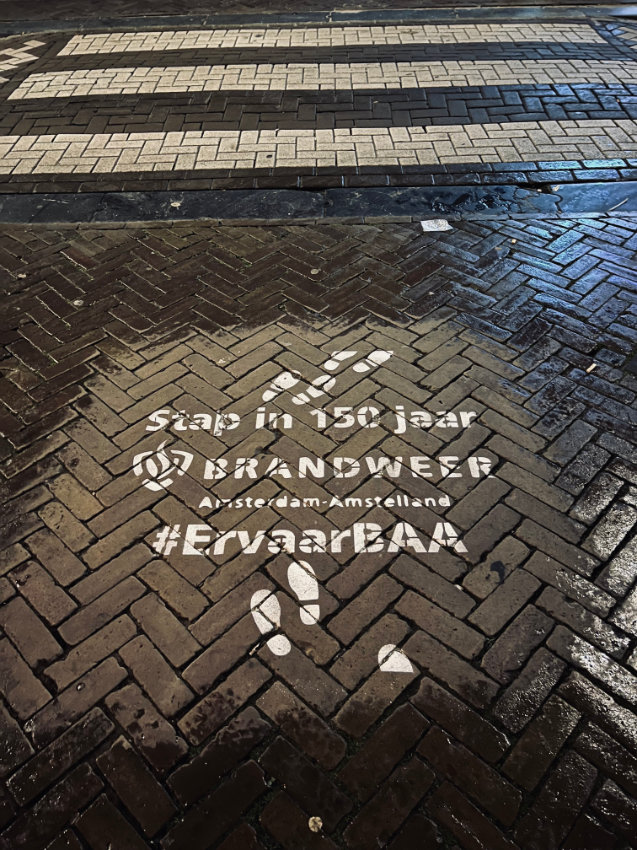 Stap in 150 jaar
BRANDWEER
Amsterdam-Amstelland
#ErvaarBAA